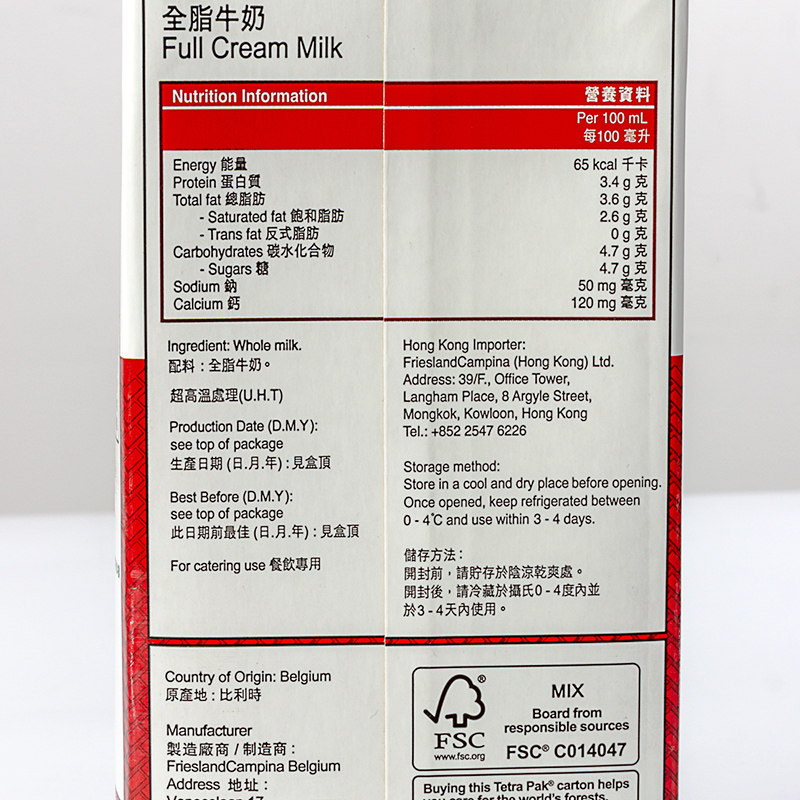 全脂牛奶
Full Cream Milk
Nutrition Information 營養資料
Per 100 mL
每100 毫升
Energy 能量 65 kcal 千卡
Protein 蛋白質 3.4 g 克
Total fat 總脂肪 3.6 g 克
- Saturated fat 飽和脂肪 2.6 g 克
- Trans fat 反式脂肪 0 g 克
Carbohydrates 碳水化合物 4.7 g 克
- Sugars 糖 4.7 g 克
Sodium 鈉 50 mg 毫克
Calcium 鈣 120 mg 毫克
Ingredient: Whole milk.
配料：全脂牛奶。
超高溫處理(U.H.T)
Production Date (D.M.Y):
see top of package
生產日期 (日.月.年)：見盒頂
Best Before (D.M.Y):
see top of package
此日期前最佳 (日.月.年)：見盒頂
For catering use 餐飲專用
Hong Kong Importer:
FrieslandCampina (Hong Kong) Ltd.
Address: 39/F., Office Tower,
Langham Place, 8 Argyle Street,
Mongkok, Kowloon, Hong Kong
Tel.: +852 2547 6226
Storage method:
Store in a cool and dry place before opening.
Once opened, keep refrigerated between
0 - 4℃ and use within 3 - 4 days.
儲存方法：
開封前，請貯存於陰涼乾爽處。
開封後，請冷藏於攝氏0 - 4度內並
於3 - 4天內使用。
Country of Origin: Belgium
原產地：比利時
Manufacturer
製造廠商 / 制造商：
FrieslandCampina Belgium
Address 地址：
FSC
www.fsc.org
MIX
Board from
responsible sources
FSC® C014047
Buying this Tetra Pak® carton helps
you care for the world's forests.